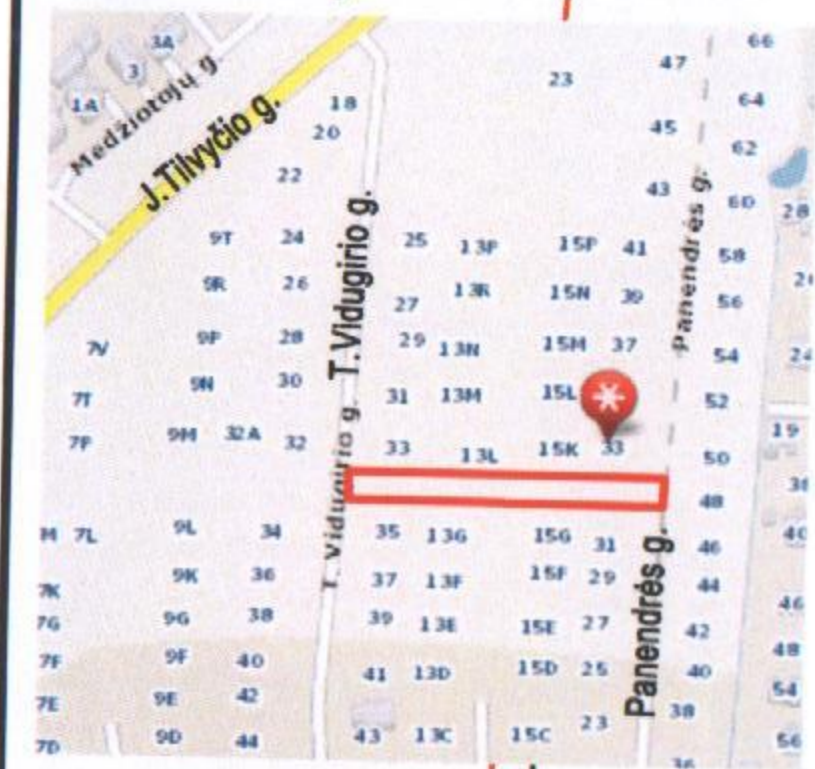 3A
66
47
23
3
64
1A
Medžiotojų g.
J.Tilvyčio g.
18
20
45
62
22
43
60
28
Panendrės g.
T.Vidugirio g.
9T 24 25 13P 15P 41 58
9R 26 27 13R 15N 39 56
7V 9P 28 29 13N 15M 37 54 24
7T 9N 30 31 13M 15L 52
7P 9M 32A 32 33 13L 15K 33 50 19
T. Vidugirio g.
48
7L 9L 34 35 13G 15G 31 46
7K 9K 36 37 13F 15F 29 44
Panendrės g.
7G 9G 38 39 13E 15E 27 42 46
7F 9F 40 41 13D 15D 25 40 48
7E 9E 42 38 54
7D 9D 44 43 13C 15C 23 56
36